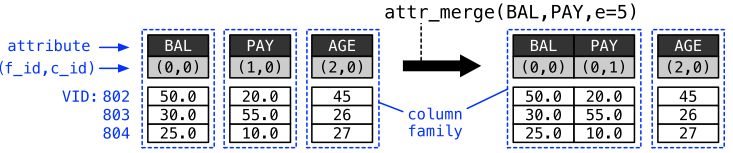 attr_merge(BAL,PAY,e=5)
attribute BAL PAY AGE BAL PAY AGE
(f_id,c_id) (0,0) (1,0) (2,0) (0,0) (0,1) (2,0)
VID: 802 50.0 20.0 45 50.0 20.0 45
803 30.0 55.0 26 column 30.0 55.0 26
804 25.0 10.0 27 family 25.0 10.0 27